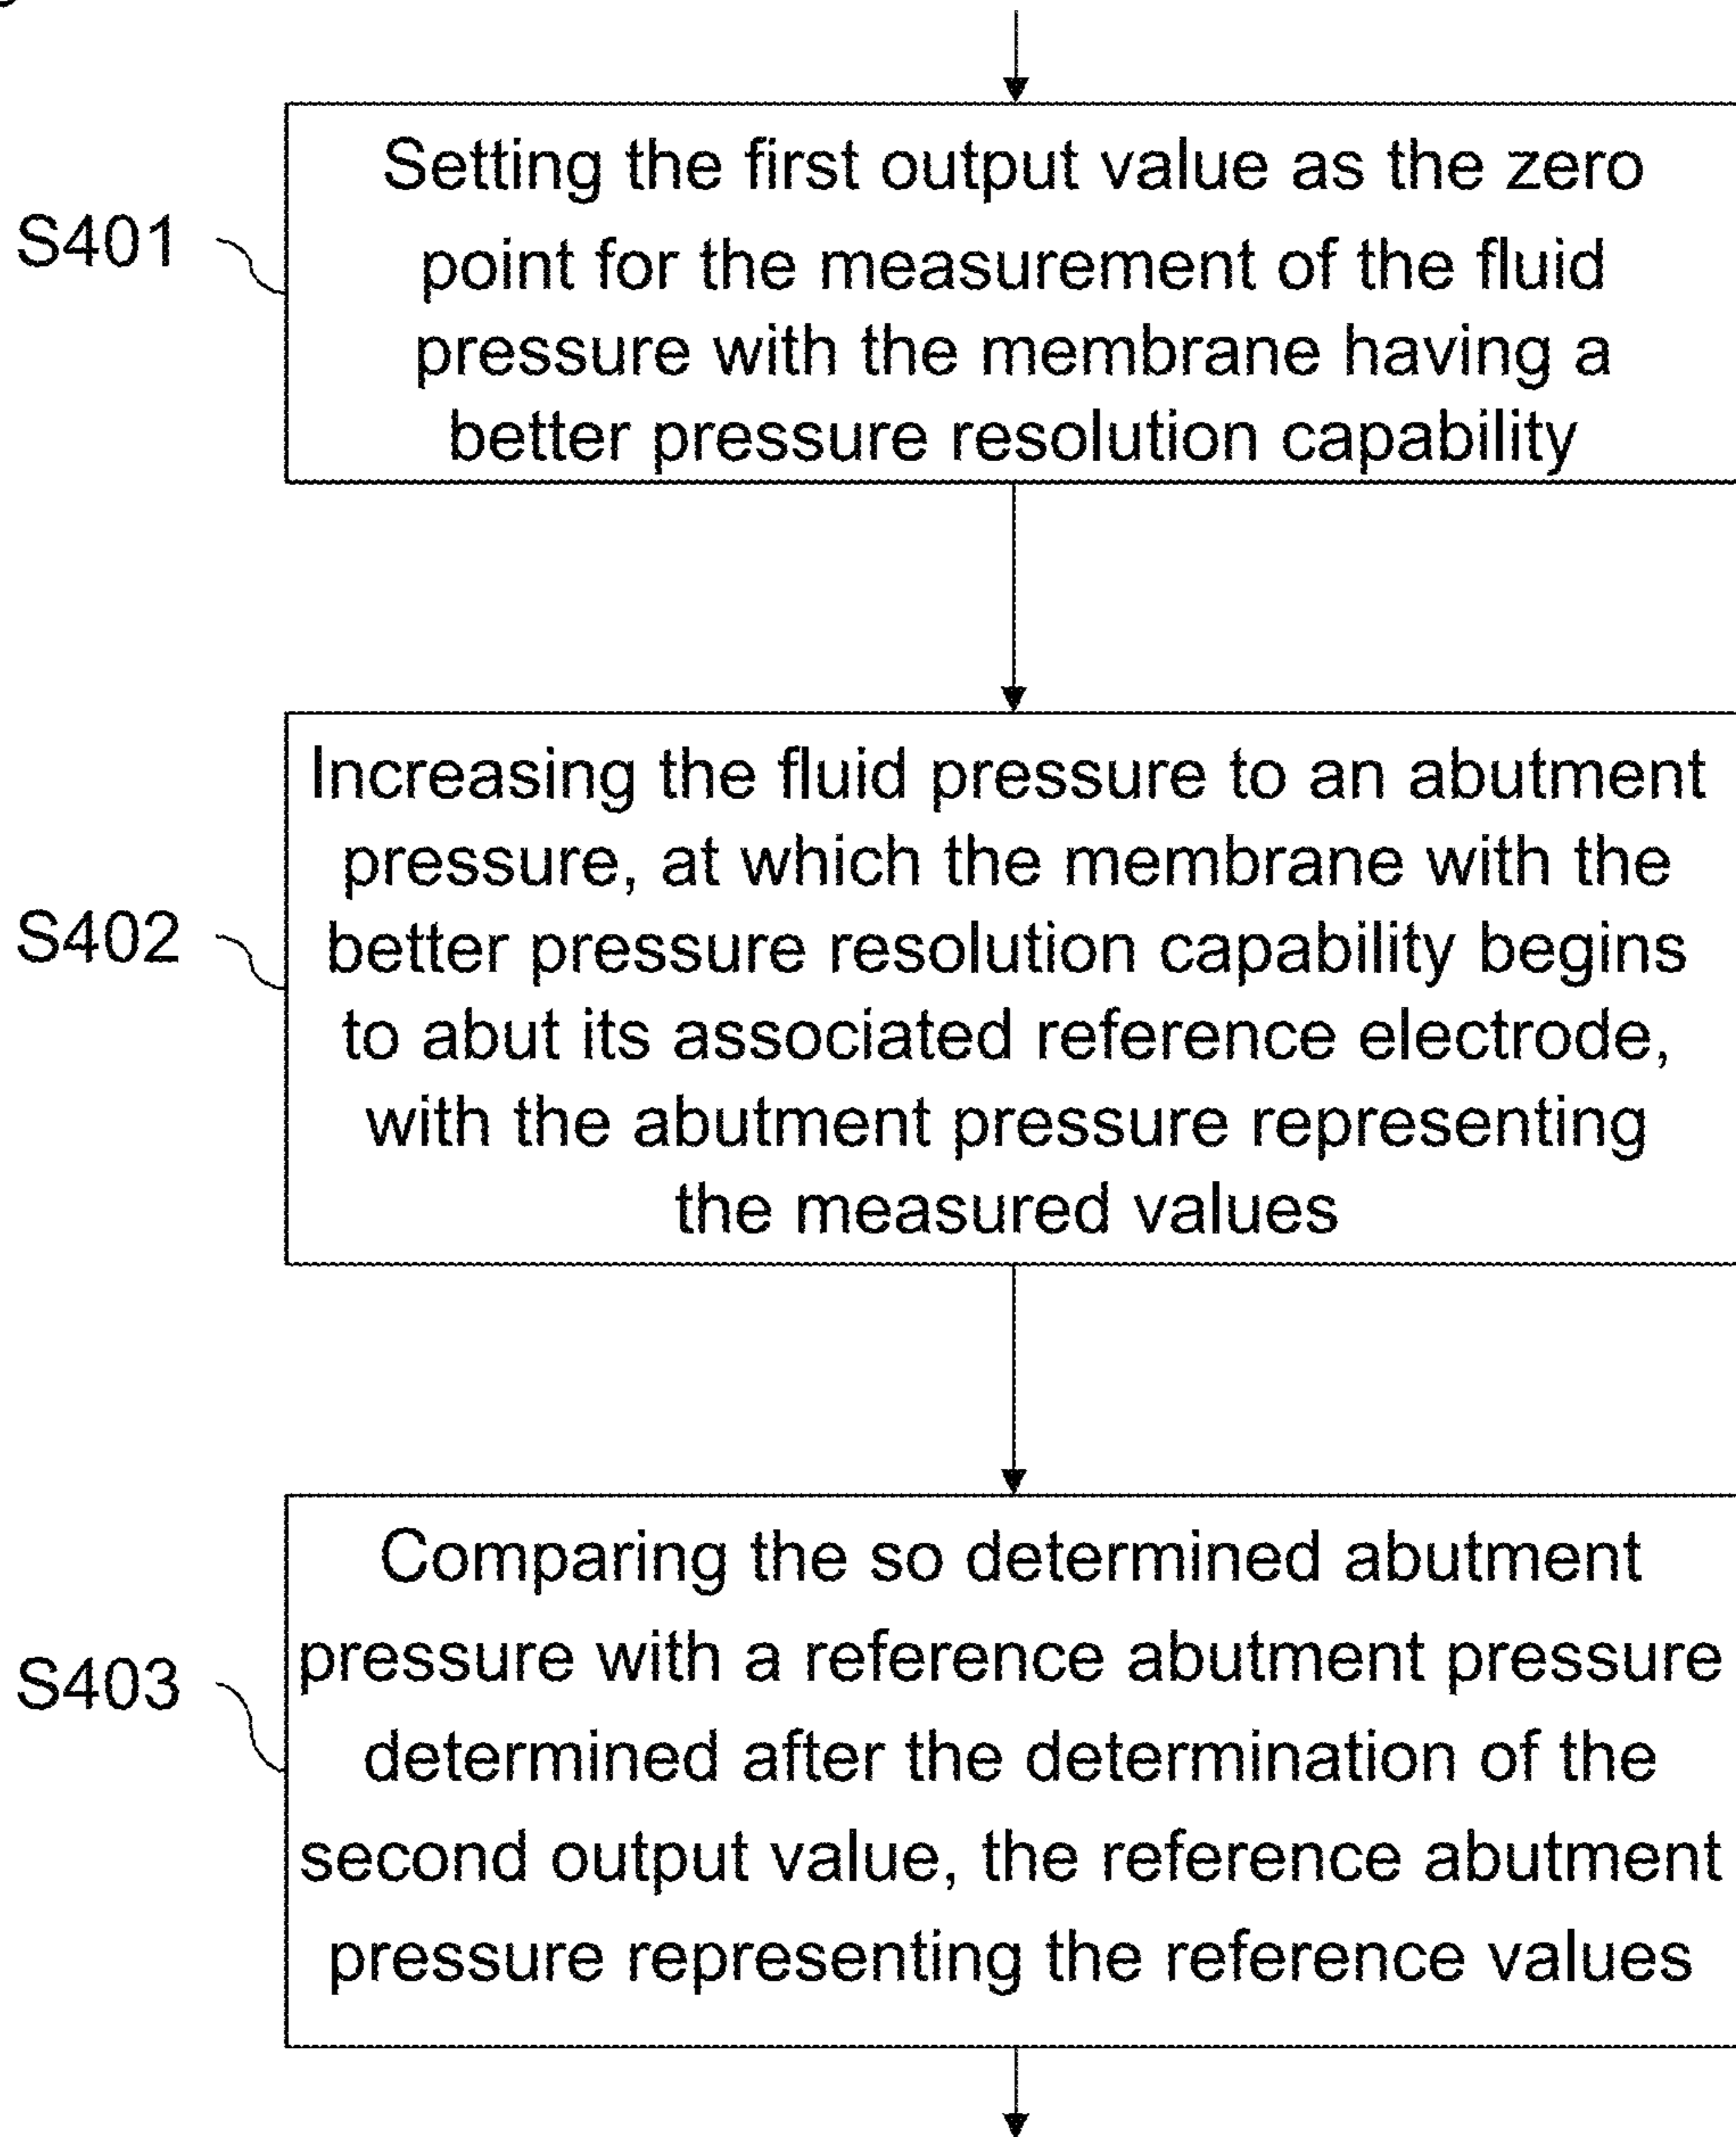 S401
Setting the first output value as the zero
point for the measurement of the fluid
pressure with the membrane having a
better pressure resolution capability
S402
Increasing the fluid pressure to an abutment
pressure, at which the membrane with the
better pressure resolution capability begins
to abut its associated reference electrode,
with the abutment pressure representing
the measured values
S403
Comparing the so determined abutment
pressure with a reference abutment pressure
determined after the determination of the
second output value, the reference abutment
pressure representing the reference values